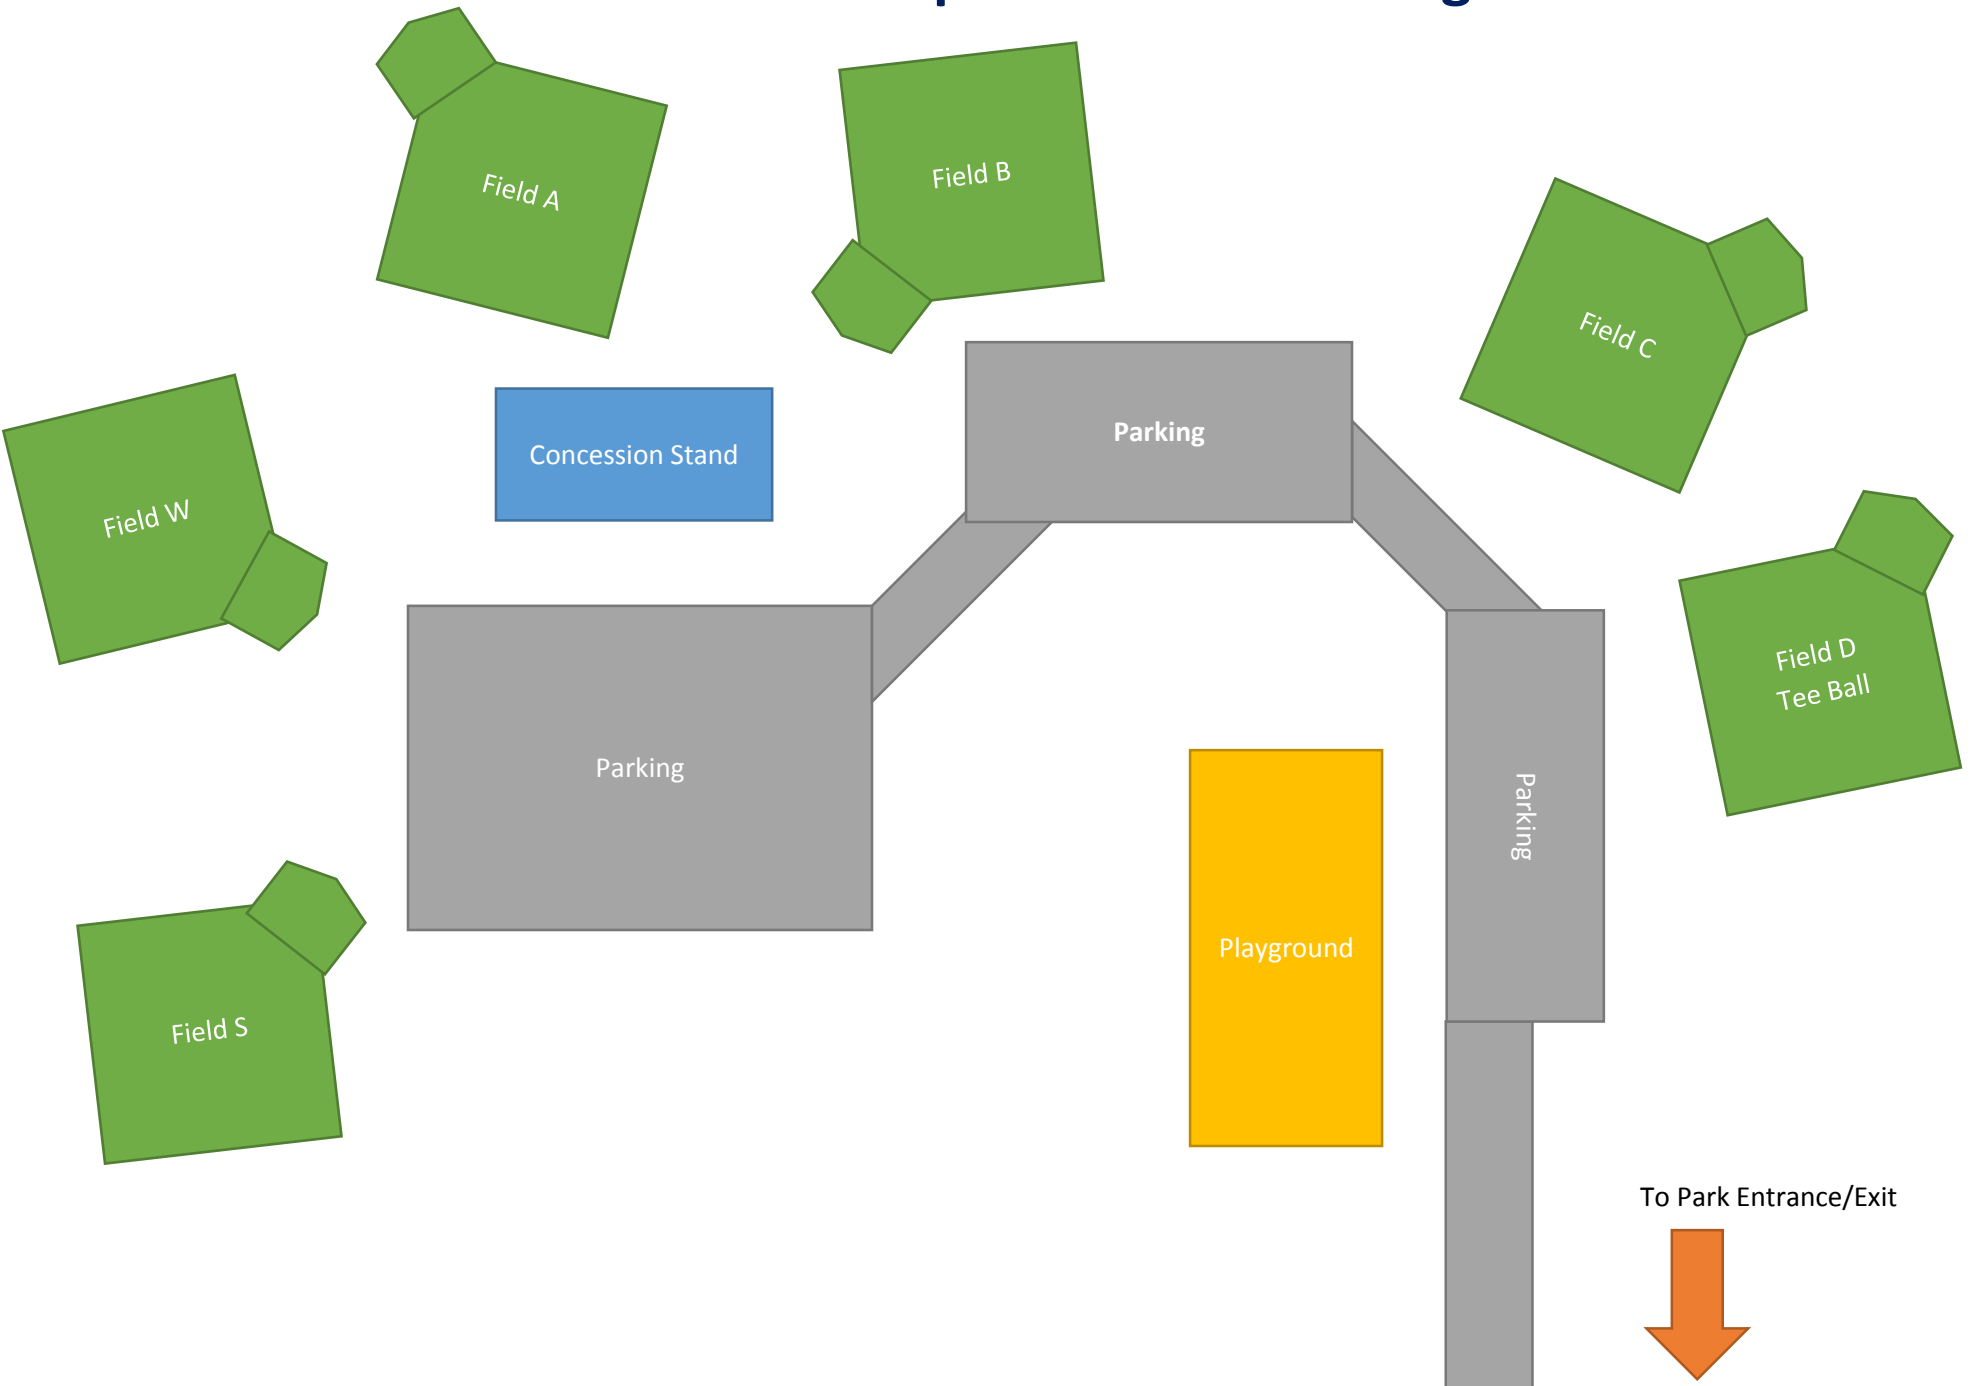 Field A
Field B
Field C
Concession Stand
Parking
Field W
Field D
Tee Ball
Parking
Parking
Playground
Field S
To Park Entrance/Exit